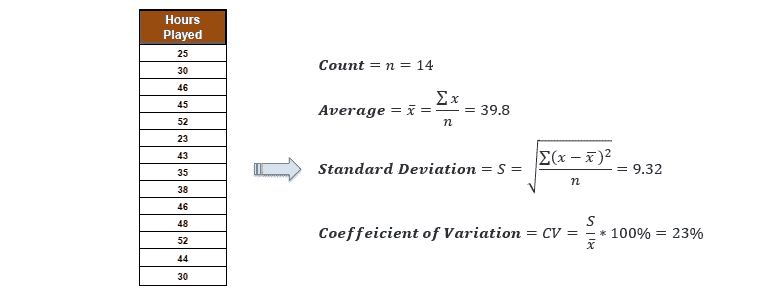 Hours
Played
25
30
46
45
52
23
43
35
38
46
48
52
44
30
Count = n = 14
Average = x̄ = Σx / n = 39.8
Standard Deviation = S = √(Σ(x − x̄)² / n) = 9.32
Coeffeicient of Variation = CV = S / x̄ * 100% = 23%